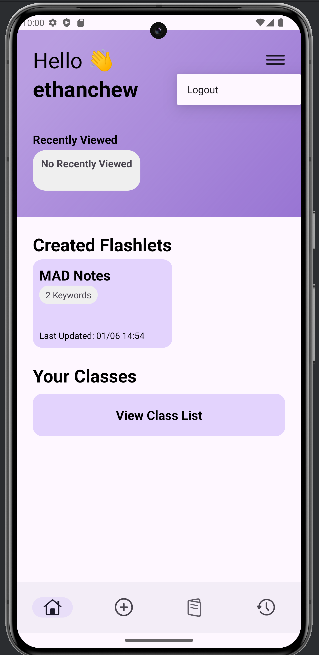 10:00
Hello 👋
ethanchew
Logout
Recently Viewed
No Recently Viewed
Created Flashlets
MAD Notes
2 Keywords
Last Updated: 01/06 14:54
Your Classes
View Class List